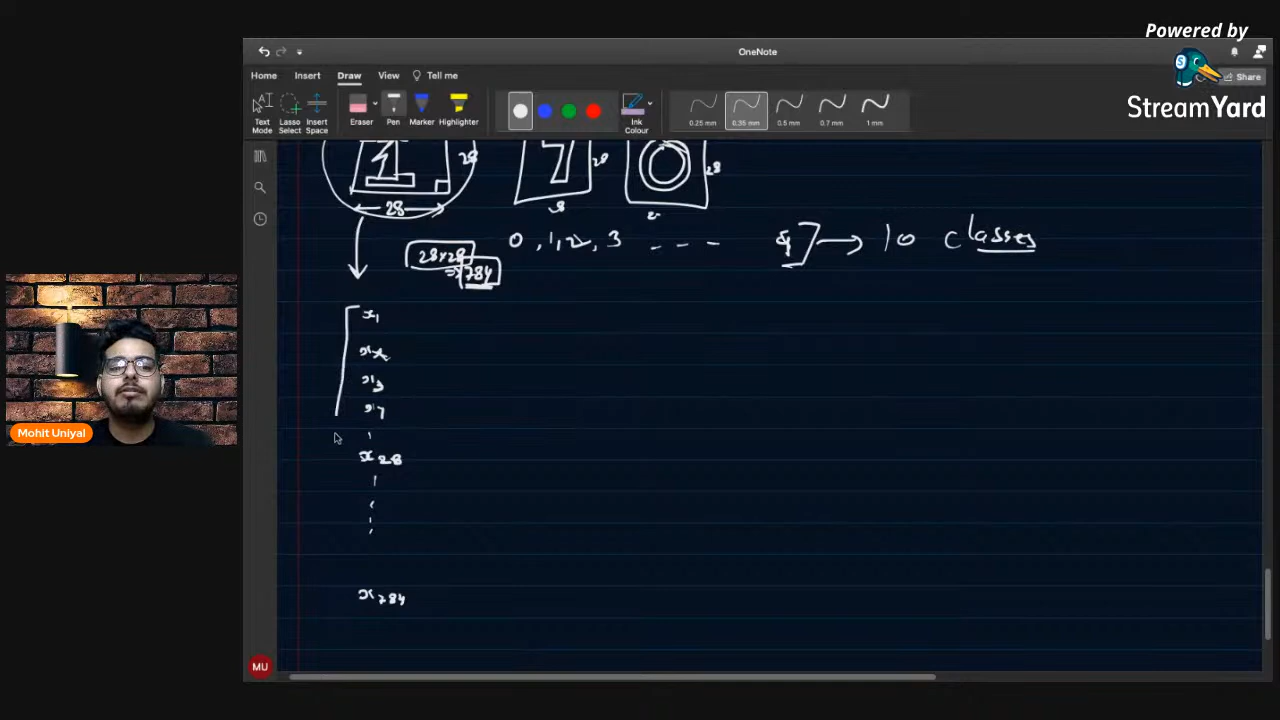 Powered by
StreamYard
OneNote
Share
Home Insert Draw View Tell me
Text Mode
Lasso Select
Insert Space
Eraser
Pen
Marker
Highlighter
Ink Colour
0.25 mm
0.35 mm
0.5 mm
0.7 mm
1 mm
1 28
7 28
0 28
28
0, 1, 2, 3 - - - 9 → 10 classes
28x28
⇒ 784
x1
x2
x3
x28
x784
Mohit Uniyal
MU